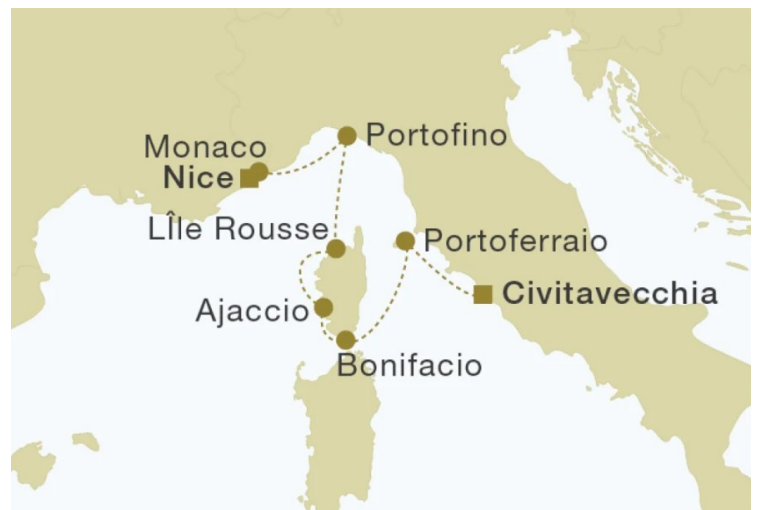 Monaco
Portofino
Nice
LÎle Rousse
Portoferraio
Civitavecchia
Ajaccio
Bonifacio